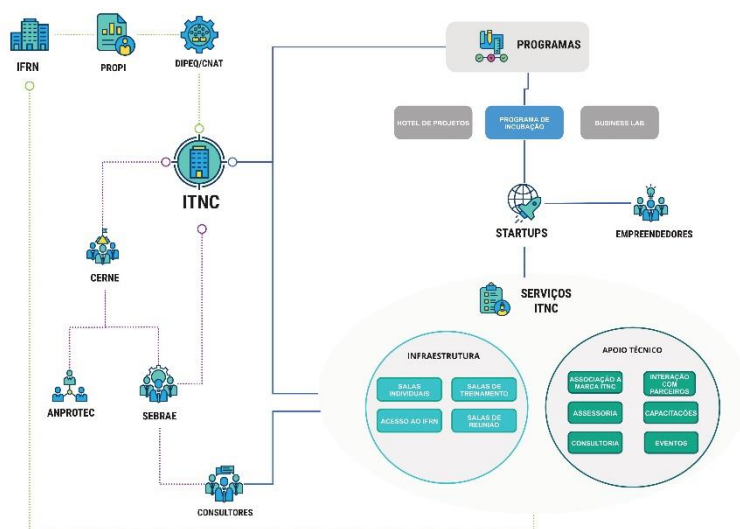 IFRN
PROPI
DIPEQ/CNAT
PROGRAMAS
HOTEL DE PROJETOS
PROGRAMA DE
INCUBAÇÃO
BUSINESS LAB
ITNC
STARTUPS
EMPREENDEDORES
CERNE
SERVIÇOS
ITNC
INFRAESTRUTURA
SALAS
INDIVIDUAIS
SALAS DE
TREINAMENTO
ACESSO AO IFRN
SALAS DE
REUNIÃO
APOIO TÉCNICO
ASSOCIAÇÃO A
MARCA ITNC
INTERAÇÃO
COM
PARCEIROS
ASSESSORIA
CAPACITAÇÕES
CONSULTORIA
EVENTOS
ANPROTEC
SEBRAE
CONSULTORES